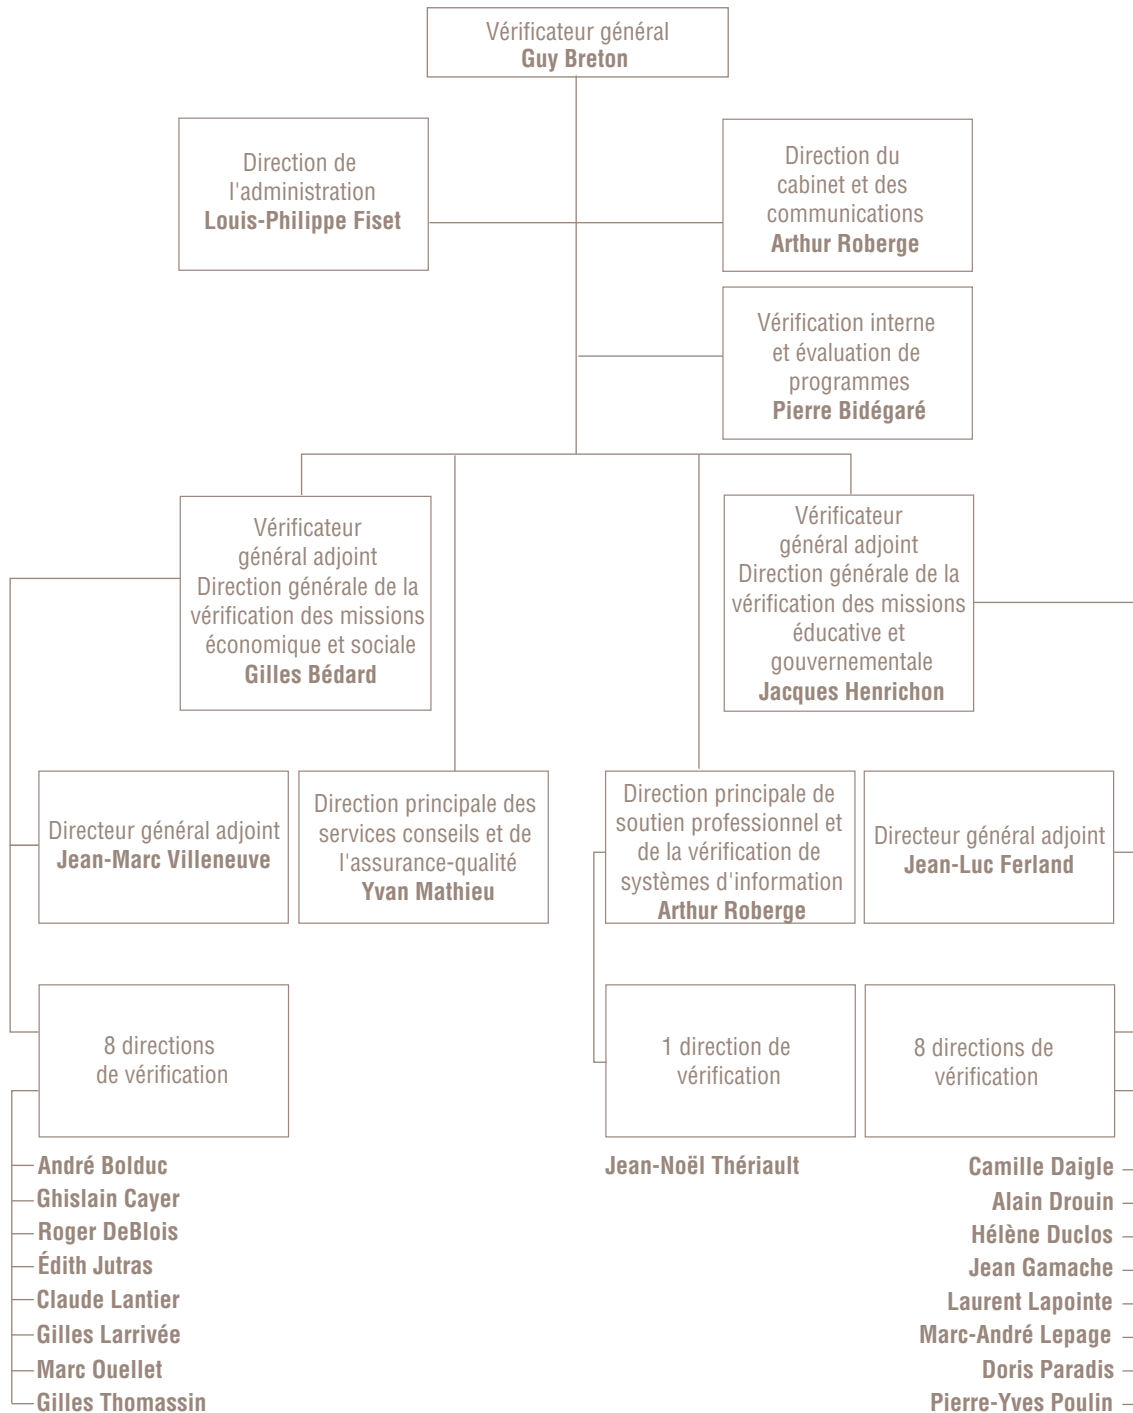 Vérificateur général
Guy Breton
Direction de
l'administration
Louis-Philippe Fiset
Direction du
cabinet et des
communications
Arthur Roberge
Vérification interne
et évaluation de
programmes
Pierre Bidégaré
Vérificateur
général adjoint
Direction générale de la
vérification des missions
économique et sociale
Gilles Bédard
Vérificateur
général adjoint
Direction générale de la
vérification des missions
éducative et
gouvernementale
Jacques Henrichon
Directeur général adjoint
Jean-Marc Villeneuve
Direction principale des
services conseils et de
l'assurance-qualité
Yvan Mathieu
Direction principale de
soutien professionnel et
de la vérification de
systèmes d'information
Arthur Roberge
Directeur général adjoint
Jean-Luc Ferland
8 directions
de vérification
1 direction de
vérification
8 directions de
vérification
André Bolduc
Ghislain Cayer
Roger DeBlois
Édith Jutras
Claude Lantier
Gilles Larrivée
Marc Ouellet
Gilles Thomassin
Jean-Noël Thériault
Camille Daigle
Alain Drouin
Hélène Duclos
Jean Gamache
Laurent Lapointe
Marc-André Lepage
Doris Paradis
Pierre-Yves Poulin